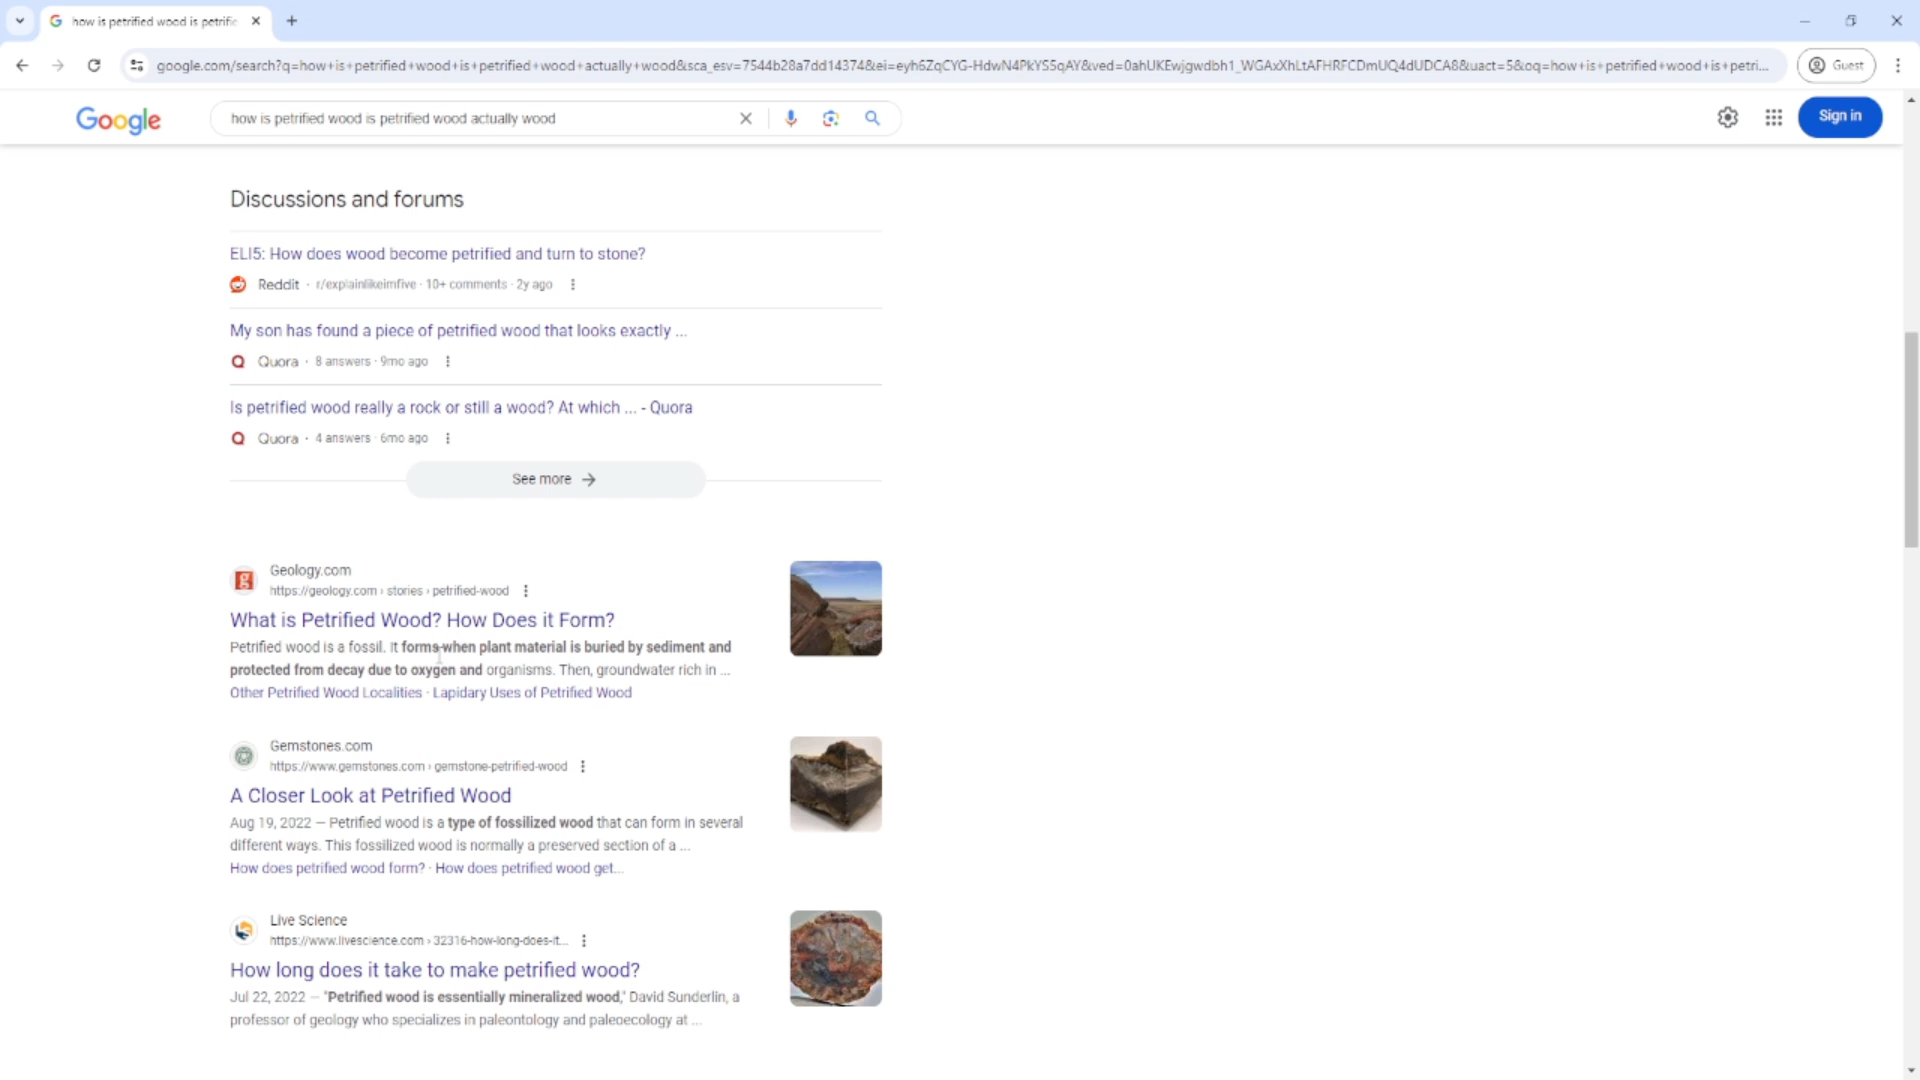 how is petrified wood is petrifie
google.com/search?q=how+is+petrified+wood+is+petrified+wood+actually+wood&sca_esv=7544b28a7dd14374&ei=eyh6ZqCYG-HdwN4PkYS5qAY&ved=0ahUKEwjgwdbh1_WGAxXhLtAFHRFCDmUQ4dUDCA8&uact=5&oq=how+is+petrified+wood+is+petri...
Guest
Google
how is petrified wood is petrified wood actually wood
Sign in
Discussions and forums
ELI5: How does wood become petrified and turn to stone?
Reddit · r/explainlikeimfive · 10+ comments · 2y ago
My son has found a piece of petrified wood that looks exactly ...
Quora · 8 answers · 9mo ago
Is petrified wood really a rock or still a wood? At which ... - Quora
Quora · 4 answers · 6mo ago
See more
Geology.com
https://geology.com › stories › petrified-wood
What is Petrified Wood? How Does it Form?
Petrified wood is a fossil. It forms when plant material is buried by sediment and
protected from decay due to oxygen and organisms. Then, groundwater rich in ...
Other Petrified Wood Localities · Lapidary Uses of Petrified Wood
Gemstones.com
https://www.gemstones.com › gemstone-petrified-wood
A Closer Look at Petrified Wood
Aug 19, 2022 — Petrified wood is a type of fossilized wood that can form in several
different ways. This fossilized wood is normally a preserved section of a ...
How does petrified wood form? · How does petrified wood get...
Live Science
https://www.livescience.com › 32316-how-long-does-it...
How long does it take to make petrified wood?
Jul 22, 2022 — "Petrified wood is essentially mineralized wood," David Sunderlin, a
professor of geology who specializes in paleontology and paleoecology at ...